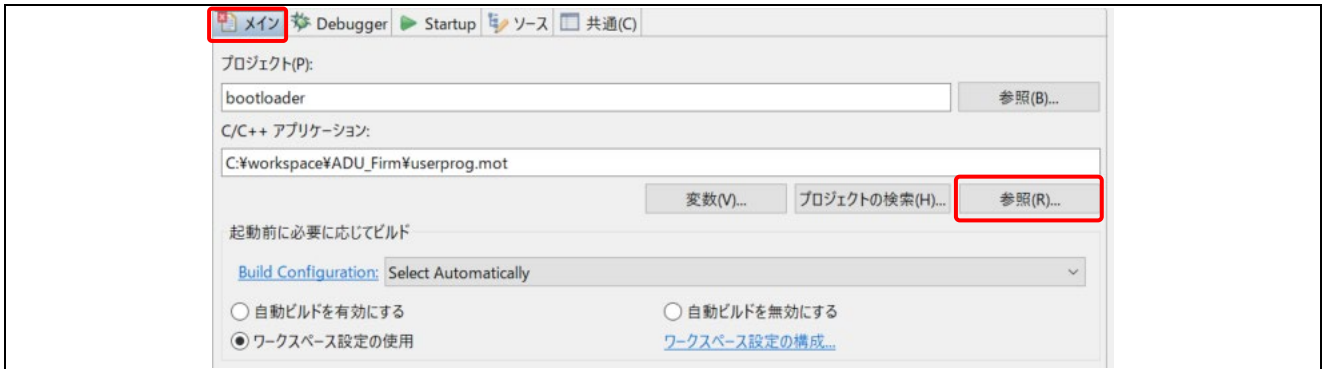 メイン Debugger Startup ソース 共通(C)
プロジェクト(P):
bootloader 参照(B)...
C/C++ アプリケーション:
C:¥workspace¥ADU_Firm¥userprog.mot
変数(V)... プロジェクトの検索(H)... 参照(R)...
起動前に必要に応じてビルド
Build Configuration: Select Automatically
自動ビルドを有効にする 自動ビルドを無効にする
ワークスペース設定の使用 ワークスペース設定の構成...